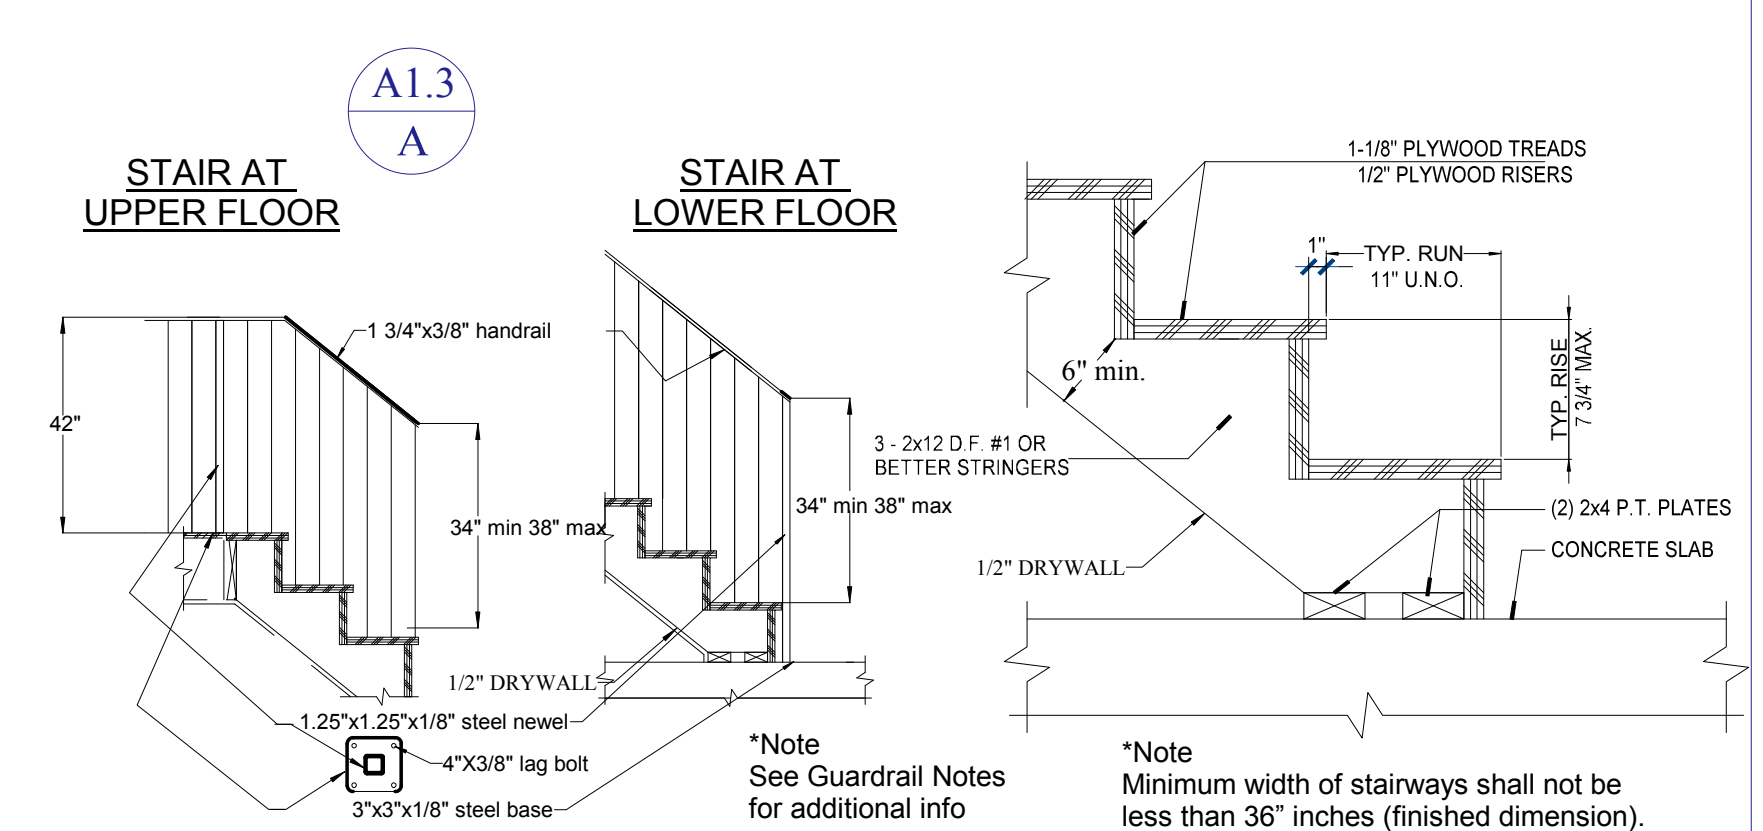 A1.3
A
STAIR AT
UPPER FLOOR
STAIR AT
LOWER FLOOR
1 3/4"x3/8" handrail
42"
34" min 38" max
34" min 38" max
1/2" DRYWALL
1.25"x1.25"x1/8" steel newel
4"X3/8" lag bolt
3"x3"x1/8" steel base
*Note
See Guardrail Notes
for additional info
1-1/8" PLYWOOD TREADS
1/2" PLYWOOD RISERS
1"
TYP. RUN
11" U.N.O.
TYP. RISE
7 3/4" MAX.
6" min.
3 - 2x12 D.F. #1 OR
BETTER STRINGERS
(2) 2x4 P.T. PLATES
CONCRETE SLAB
1/2" DRYWALL
*Note
Minimum width of stairways shall not be
less than 36” inches (finished dimension).